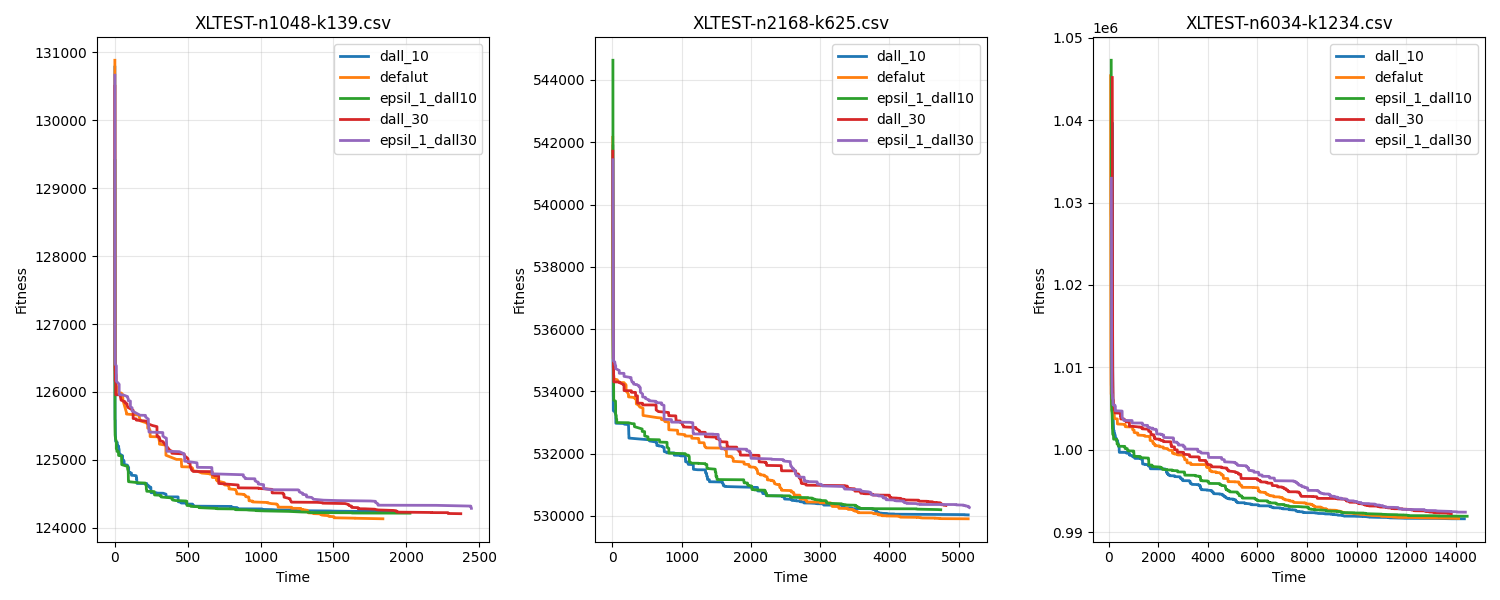 XLTEST-n1048-k139.csv
131000
130000
129000
128000
127000
126000
125000
124000
Fitness
0
500
1000
1500
2000
2500
Time
dall_10
defalut
epsil_1_dall10
dall_30
epsil_1_dall30
XLTEST-n2168-k625.csv
544000
542000
540000
538000
536000
534000
532000
530000
Fitness
0
1000
2000
3000
4000
5000
Time
dall_10
defalut
epsil_1_dall10
dall_30
epsil_1_dall30
XLTEST-n6034-k1234.csv
1e6
1.05
1.04
1.03
1.02
1.01
1.00
0.99
Fitness
0
2000
4000
6000
8000
10000
12000
14000
Time
dall_10
defalut
epsil_1_dall10
dall_30
epsil_1_dall30